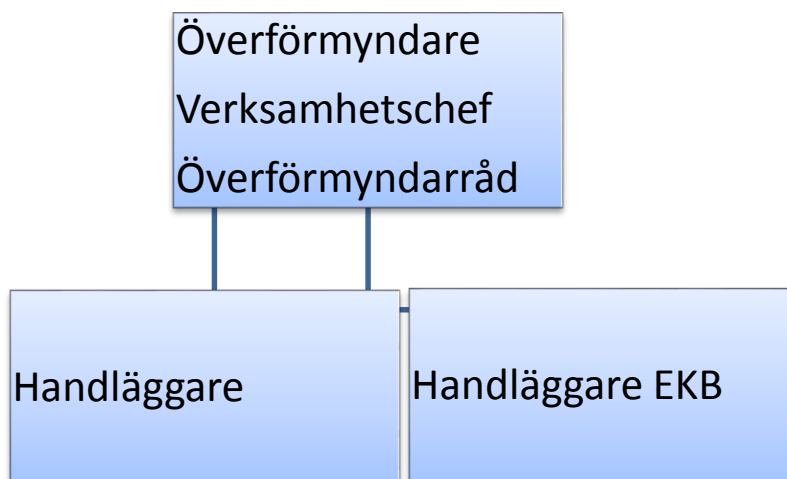 Överförmyndare
Verksamhetschef
Överförmyndarråd
Handläggare
Handläggare EKB